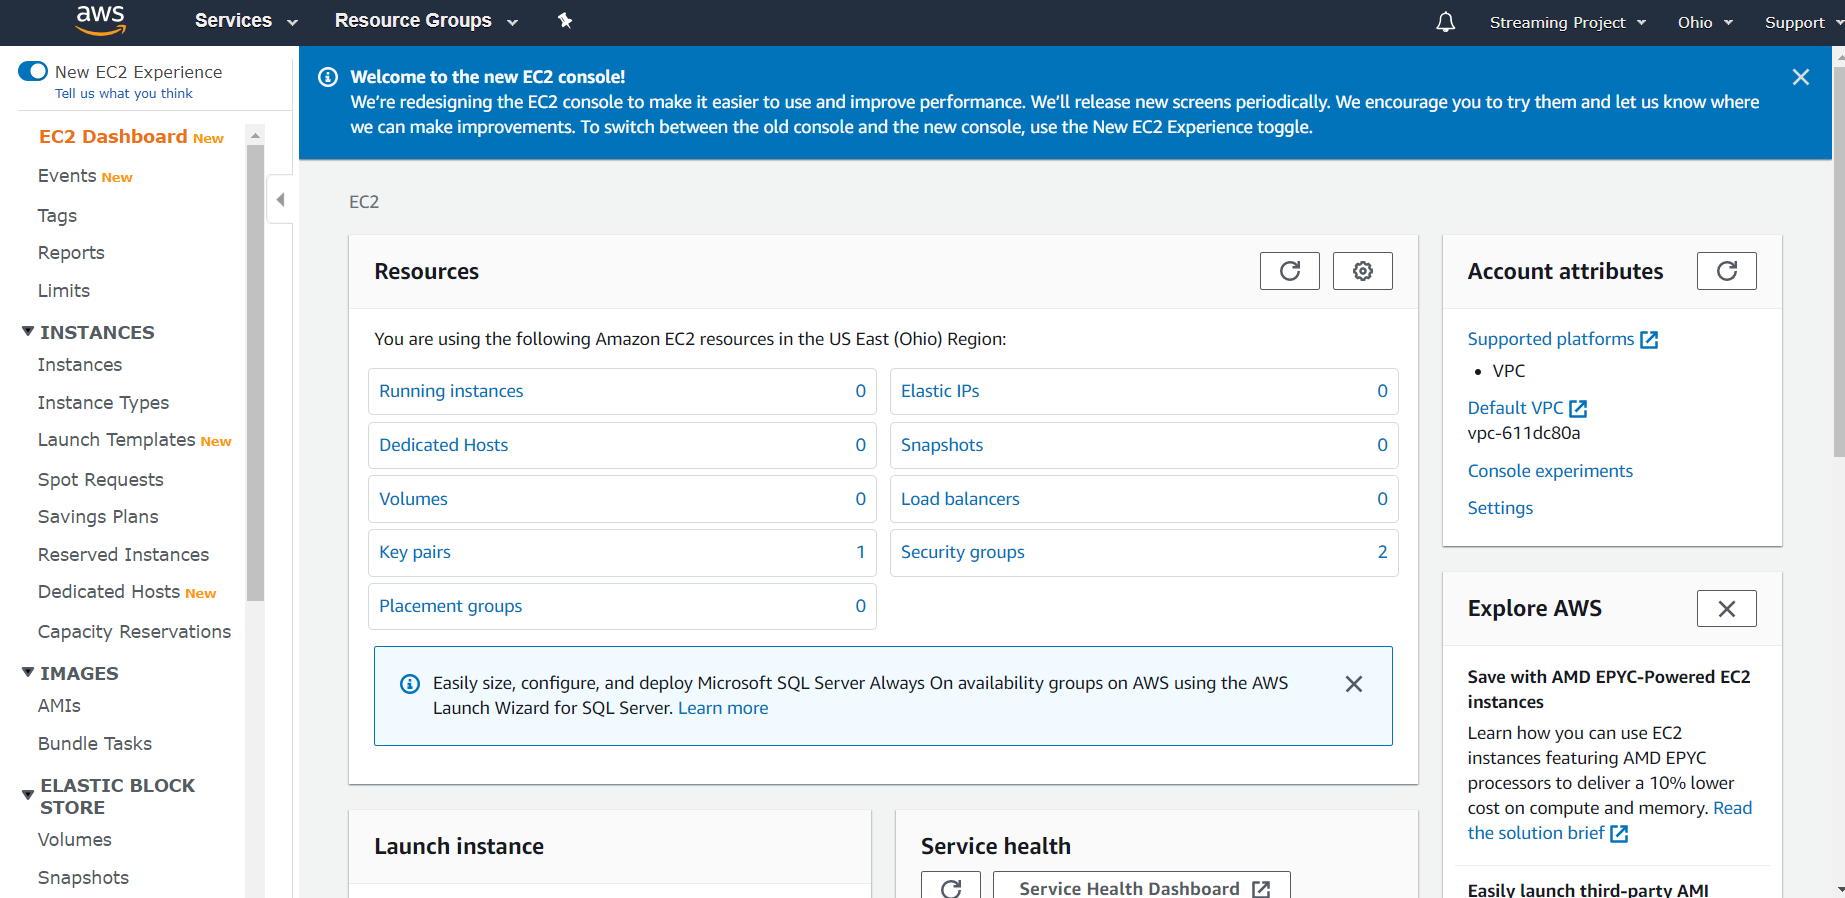 aws
Services
Resource Groups
Streaming Project
Ohio
Support
New EC2 Experience
Tell us what you think
EC2 Dashboard New
Events New
Tags
Reports
Limits
INSTANCES
Instances
Instance Types
Launch Templates New
Spot Requests
Savings Plans
Reserved Instances
Dedicated Hosts New
Capacity Reservations
IMAGES
AMIs
Bundle Tasks
ELASTIC BLOCK
STORE
Volumes
Snapshots
Welcome to the new EC2 console!
We're redesigning the EC2 console to make it easier to use and improve performance. We'll release new screens periodically. We encourage you to try them and let us know where
we can make improvements. To switch between the old console and the new console, use the New EC2 Experience toggle.
EC2
Resources
You are using the following Amazon EC2 resources in the US East (Ohio) Region:
Running instances 0
Elastic IPs 0
Dedicated Hosts 0
Snapshots 0
Volumes 0
Load balancers 0
Key pairs 1
Security groups 2
Placement groups 0
Easily size, configure, and deploy Microsoft SQL Server Always On availability groups on AWS using the AWS
Launch Wizard for SQL Server. Learn more
Launch instance
Service health
Service Health Dashboard
Account attributes
Supported platforms
• VPC
Default VPC
vpc-611dc80a
Console experiments
Settings
Explore AWS
Save with AMD EPYC-Powered EC2
instances
Learn how you can use EC2
instances featuring AMD EPYC
processors to deliver a 10% lower
cost on compute and memory. Read
the solution brief
Easily launch third-party AMI